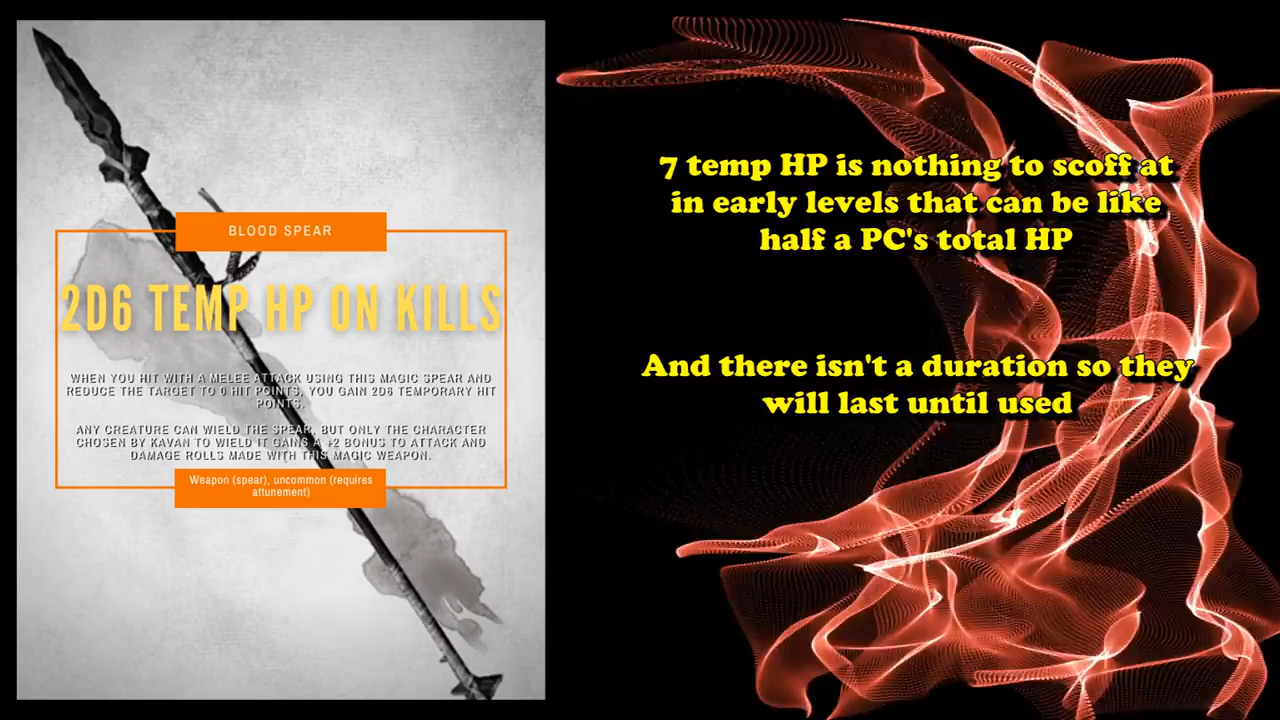 BLOOD SPEAR
2D6 TEMP HP ON KILLS
WHEN YOU HIT WITH A MELEE ATTACK USING THIS MAGIC SPEAR AND
REDUCE THE TARGET TO 0 HIT POINTS, YOU GAIN 2D6 TEMPORARY HIT
POINTS.
ANY CREATURE CAN WIELD THE SPEAR, BUT ONLY THE CHARACTER
CHOSEN BY KAVAN TO WIELD IT GAINS A +2 BONUS TO ATTACK AND
DAMAGE ROLLS MADE WITH THIS MAGIC WEAPON.
Weapon (spear), uncommon (requires
attunement)
7 temp HP is nothing to scoff at
in early levels that can be like
half a PC's total HP
And there isn't a duration so they
will last until used